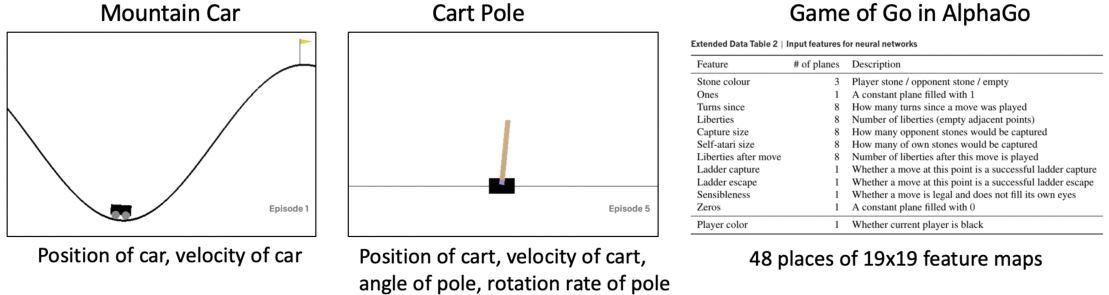 Mountain Car
Episode 1
Position of car, velocity of car
Cart Pole
Episode 5
Position of cart, velocity of cart,
angle of pole, rotation rate of pole
Game of Go in AlphaGo
Extended Data Table 2 | Input features for neural networks
Feature # of planes Description
Stone colour 3 Player stone / opponent stone / empty
Ones 1 A constant plane filled with 1
Turns since 8 How many turns since a move was played
Liberties 8 Number of liberties (empty adjacent points)
Capture size 8 How many opponent stones would be captured
Self-atari size 8 How many of own stones would be captured
Liberties after move 8 Number of liberties after this move is played
Ladder capture 1 Whether a move at this point is a successful ladder capture
Ladder escape 1 Whether a move at this point is a successful ladder escape
Sensibleness 1 Whether a move is legal and does not fill its own eyes
Zeros 1 A constant plane filled with 0
Player color 1 Whether current player is black
48 places of 19x19 feature maps